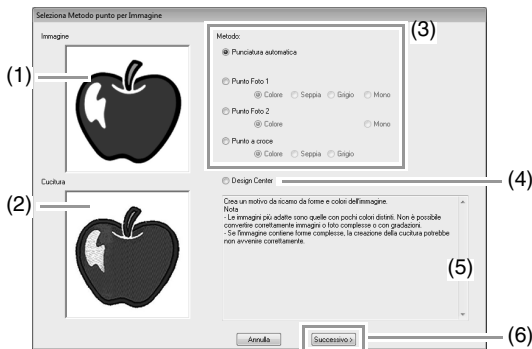 Seleziona Metodo punto per Immagine
Immagine
Metodo:
(3)
Punciatura automatica
(1)
Punto Foto 1
Colore Seppia Grigio Mono
Punto Foto 2
Colore Mono
Punto a croce
Colore Seppia Grigio
Cucitura
Design Center
(4)
(2)
Crea un motivo da ricamo da forme e colori dell'immagine.
Nota
- Le immagini più adatte sono quelle con pochi colori distinti. Non è possibile
convertire correttamente immagini o foto complesse o con gradazioni.
- Se l'immagine contiene forme complesse, la creazione della cucitura potrebbe
non avvenire correttamente.
(5)
Annulla
Successivo >
(6)